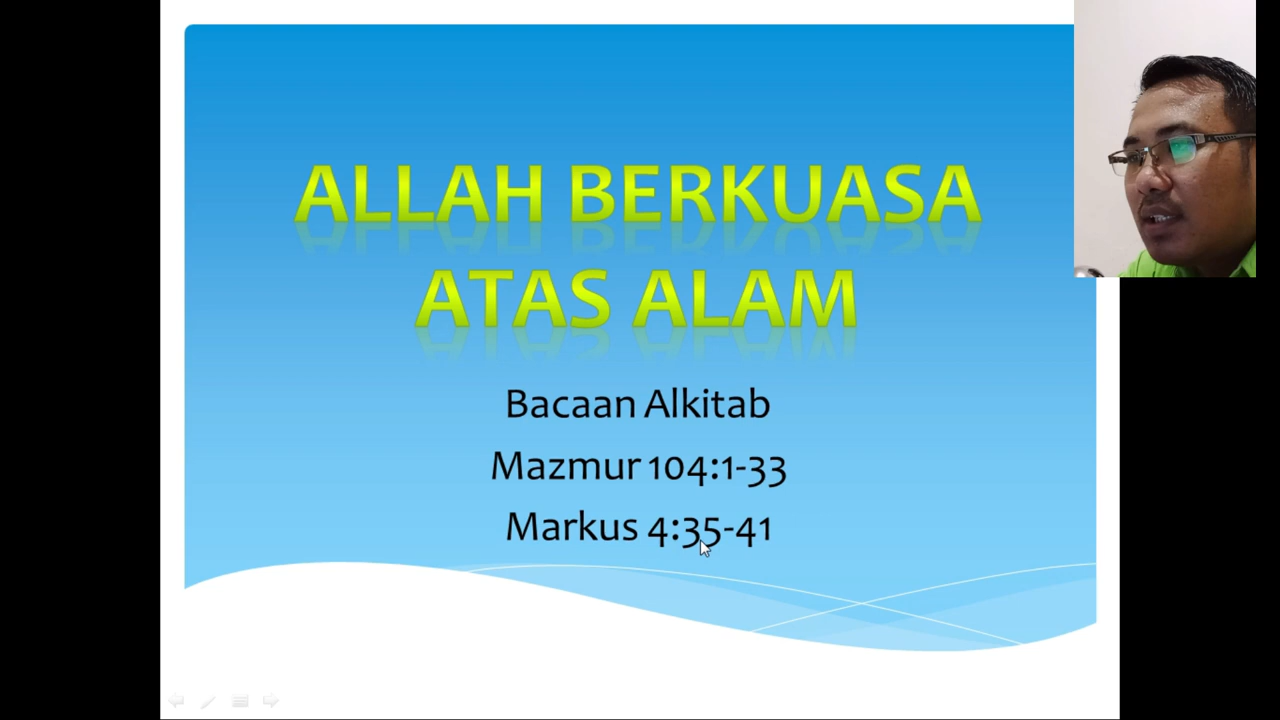 ALLAH BERKUASA
ATAS ALAM
Bacaan Alkitab
Mazmur 104:1-33
Markus 4:35-41